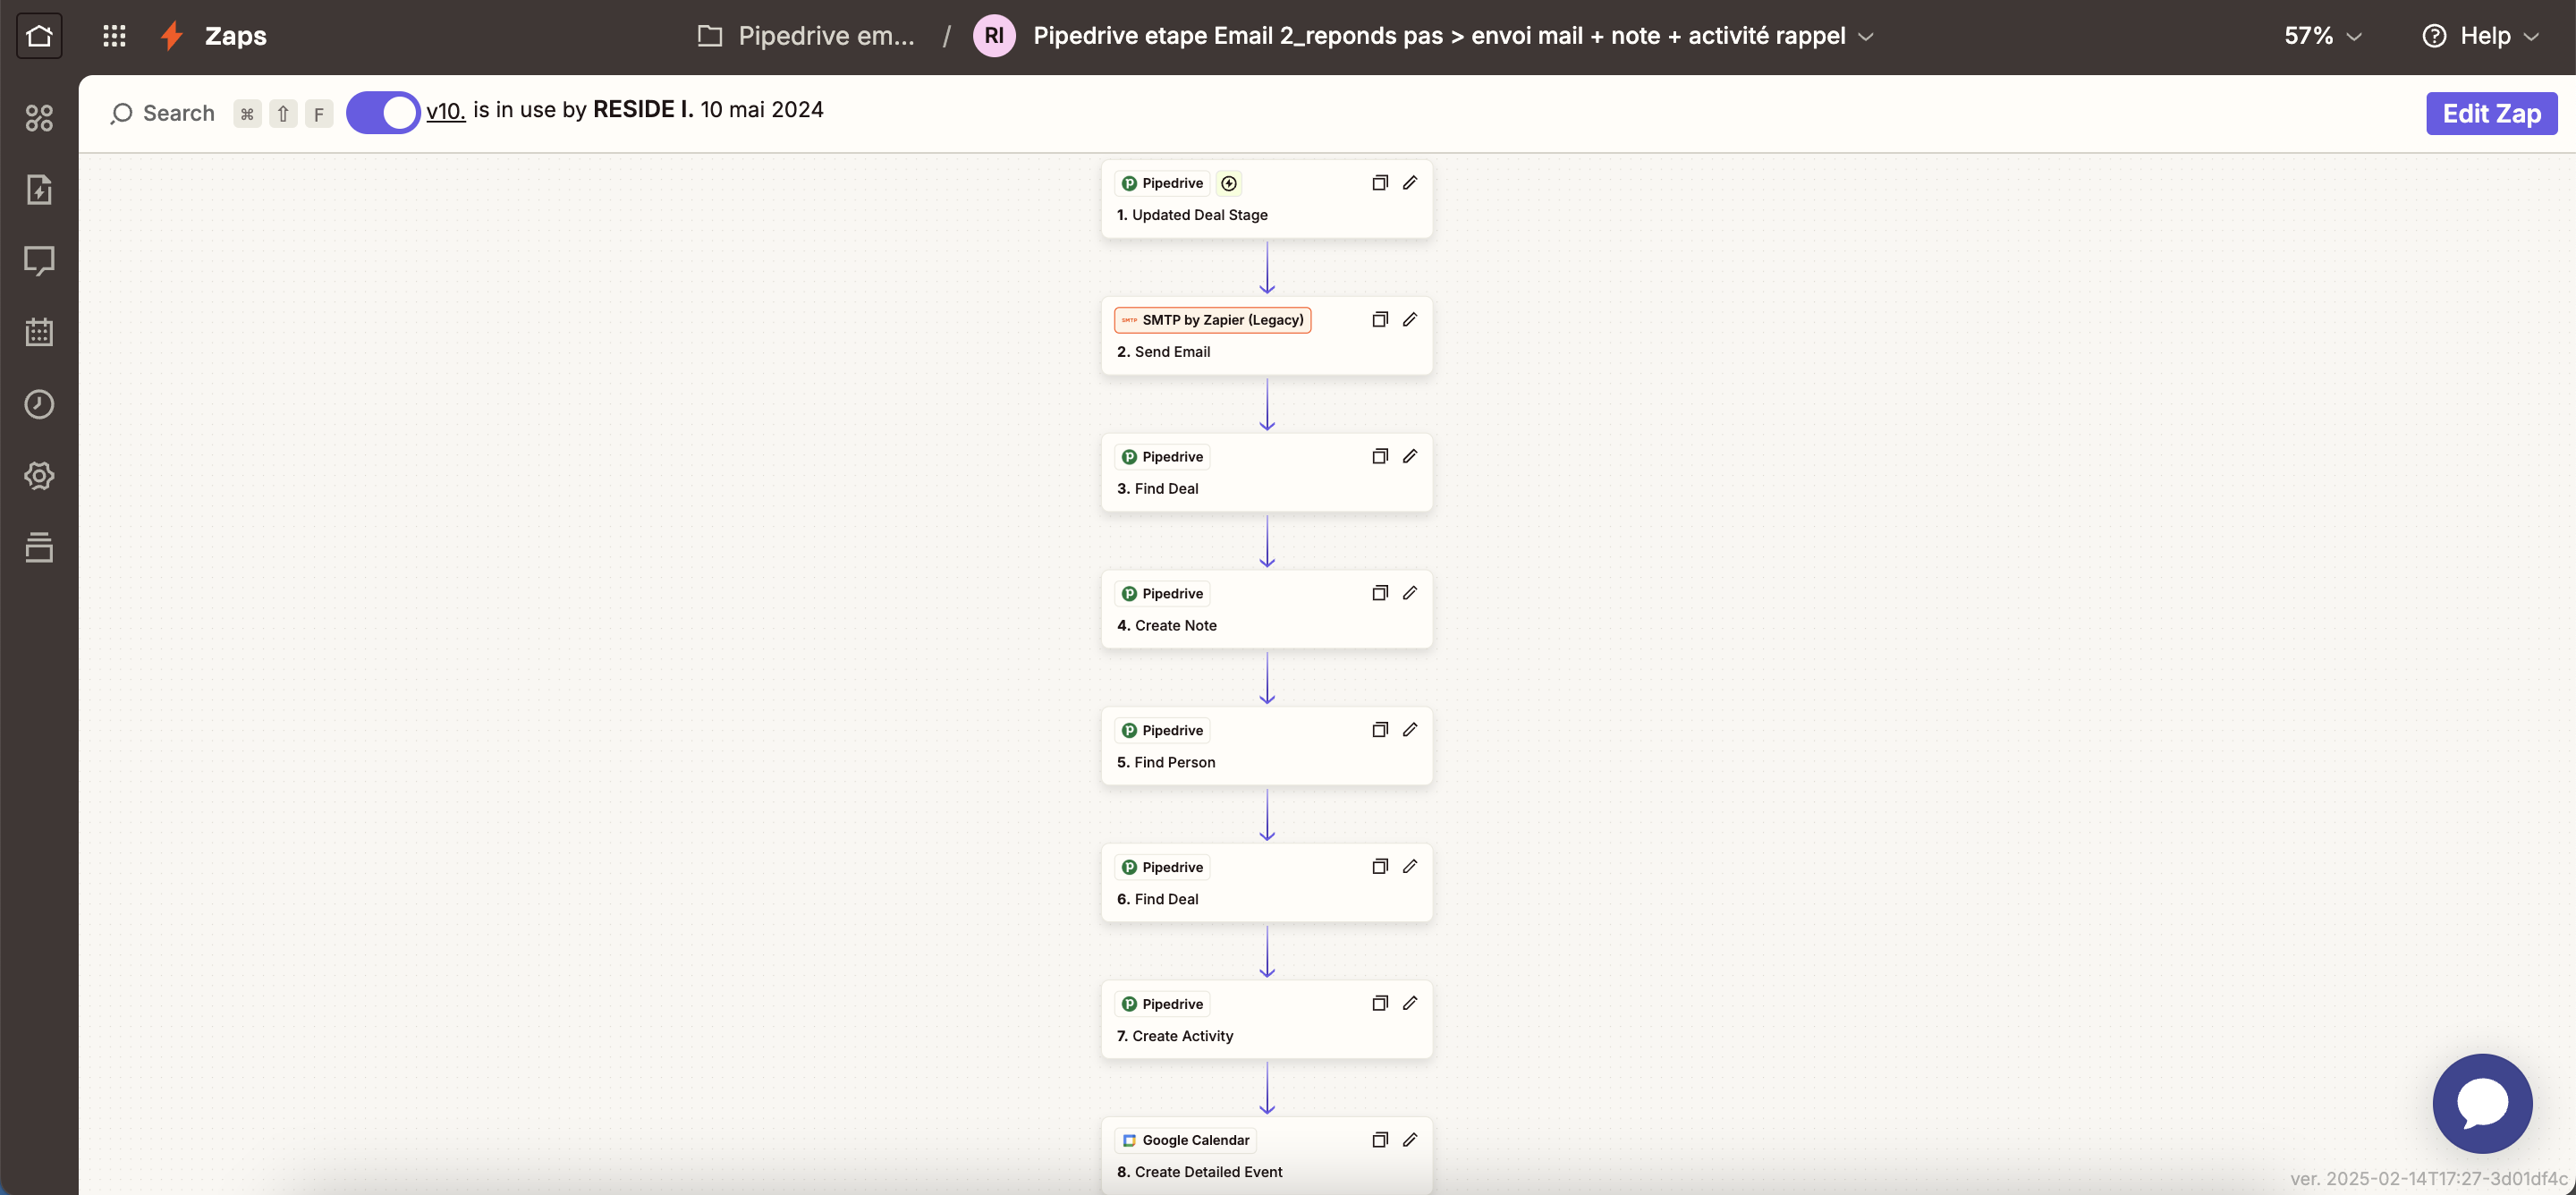 Zaps
Pipedrive em... / RI Pipedrive etape Email 2_reponds pas > envoi mail + note + activité rappel
57%
Help
Search ⌘ ⇧ F
v10. is in use by RESIDE I. 10 mai 2024
Edit Zap
Pipedrive
1. Updated Deal Stage
SMTP SMTP by Zapier (Legacy)
2. Send Email
Pipedrive
3. Find Deal
Pipedrive
4. Create Note
Pipedrive
5. Find Person
Pipedrive
6. Find Deal
Pipedrive
7. Create Activity
Google Calendar
8. Create Detailed Event
ver. 2025-02-14T17:27-3d01df4c